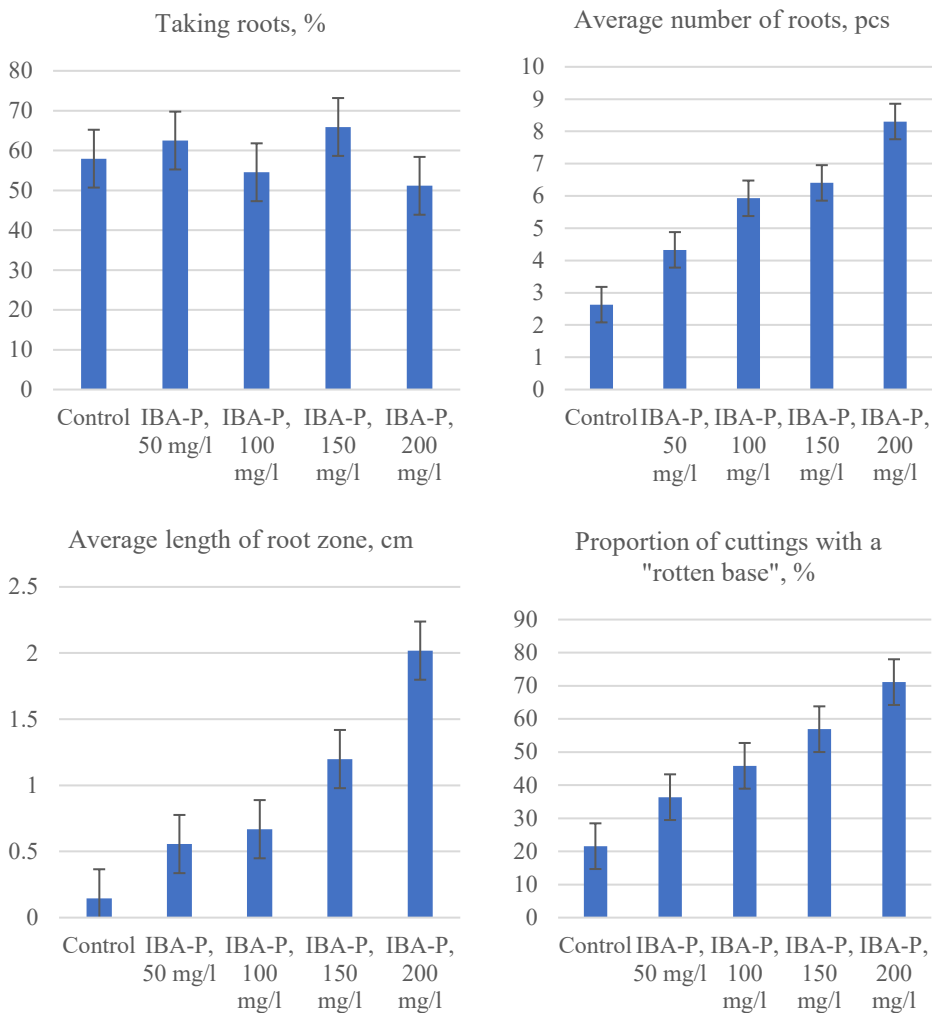 Taking roots, %
80
70
60
50
40
30
20
10
0
Control IBA-P, IBA-P, IBA-P, IBA-P,
50 mg/l 100 150 200
mg/l mg/l mg/l
Average number of roots, pcs
10
9
8
7
6
5
4
3
2
1
0
Control IBA-P, IBA-P, IBA-P, IBA-P,
50 100 150 200
mg/l mg/l mg/l mg/l
Average length of root zone, cm
2.5
2
1.5
1
0.5
0
Control IBA-P, IBA-P, IBA-P, IBA-P,
50 mg/l 100 150 200
mg/l mg/l mg/l
Proportion of cuttings with a
"rotten base", %
90
80
70
60
50
40
30
20
10
0
Control IBA-P, IBA-P, IBA-P, IBA-P,
50 mg/l 100 150 200
mg/l mg/l mg/l